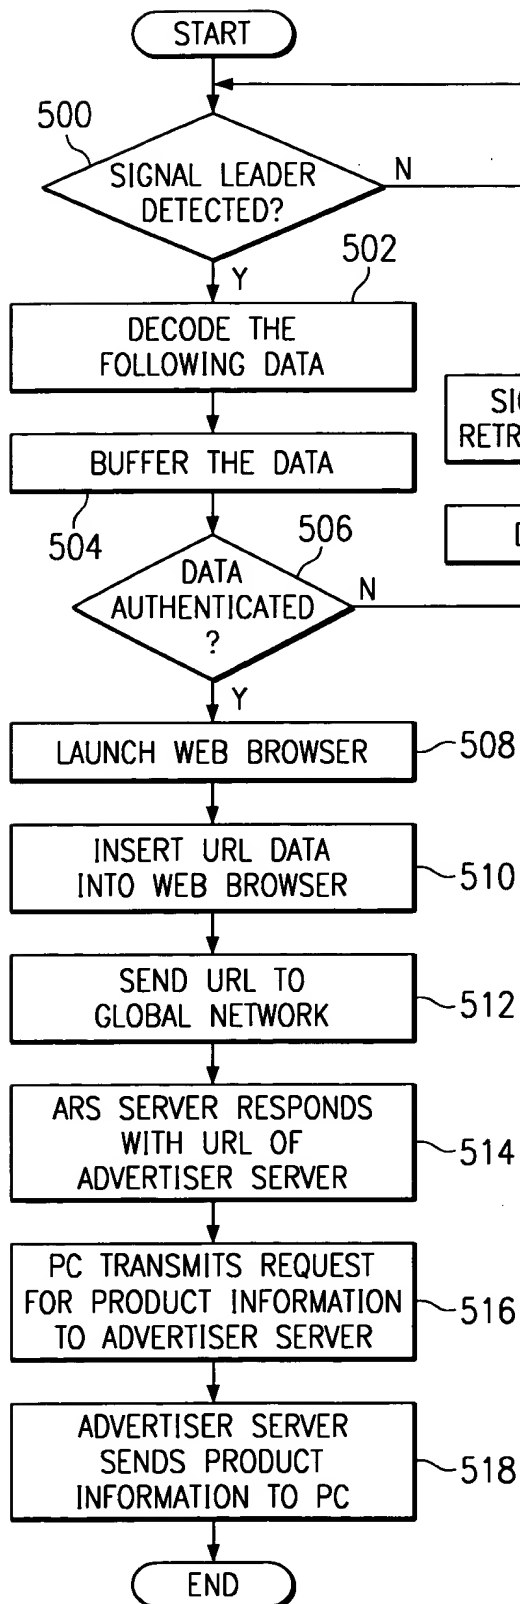 START
500
SIGNAL LEADER
DETECTED?
N
Y
502
DECODE THE
FOLLOWING DATA
BUFFER THE DATA
504
506
DATA
AUTHENTICATED
?
N
Y
LAUNCH WEB BROWSER
508
INSERT URL DATA
INTO WEB BROWSER
510
SEND URL TO
GLOBAL NETWORK
512
ARS SERVER RESPONDS
WITH URL OF
ADVERTISER SERVER
514
PC TRANSMITS REQUEST
FOR PRODUCT INFORMATION
TO ADVERTISER SERVER
516
ADVERTISER SERVER
SENDS PRODUCT
INFORMATION TO PC
518
END